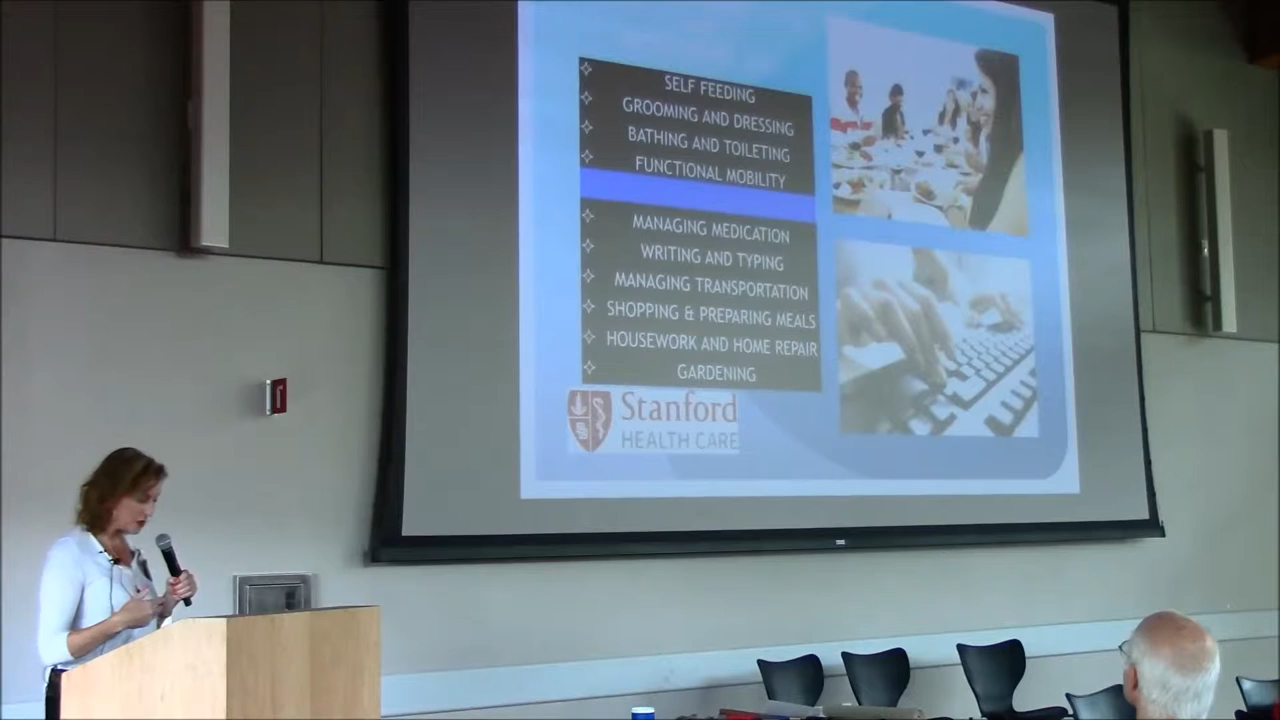 SELF FEEDING
GROOMING AND DRESSING
BATHING AND TOILETING
FUNCTIONAL MOBILITY
MANAGING MEDICATION
WRITING AND TYPING
MANAGING TRANSPORTATION
SHOPPING & PREPARING MEALS
HOUSEWORK AND HOME REPAIR
GARDENING
Stanford
HEALTH CARE